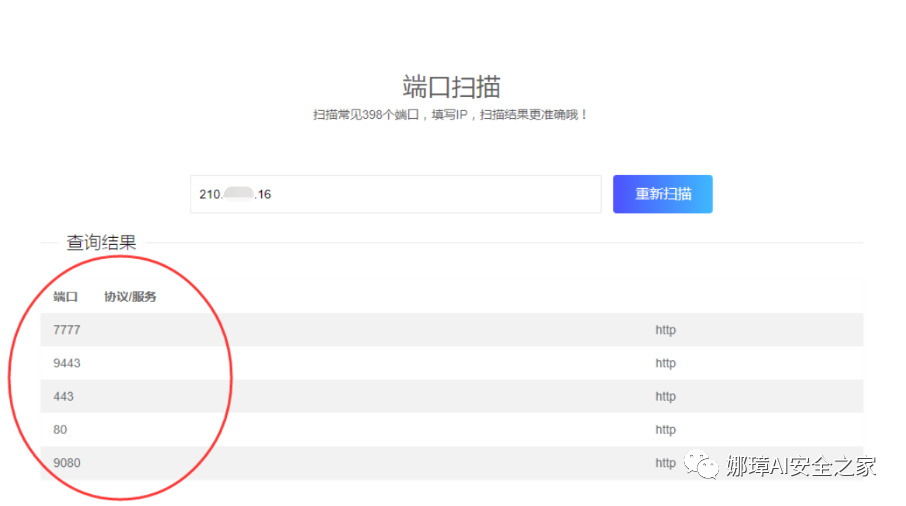 端口扫描
扫描常见398个端口，填写IP，扫描结果更准确哦！
210. .16 重新扫描
查询结果
端口 协议/服务
7777 http
9443 http
443 http
80 http
9080 http
娜璋AI安全之家